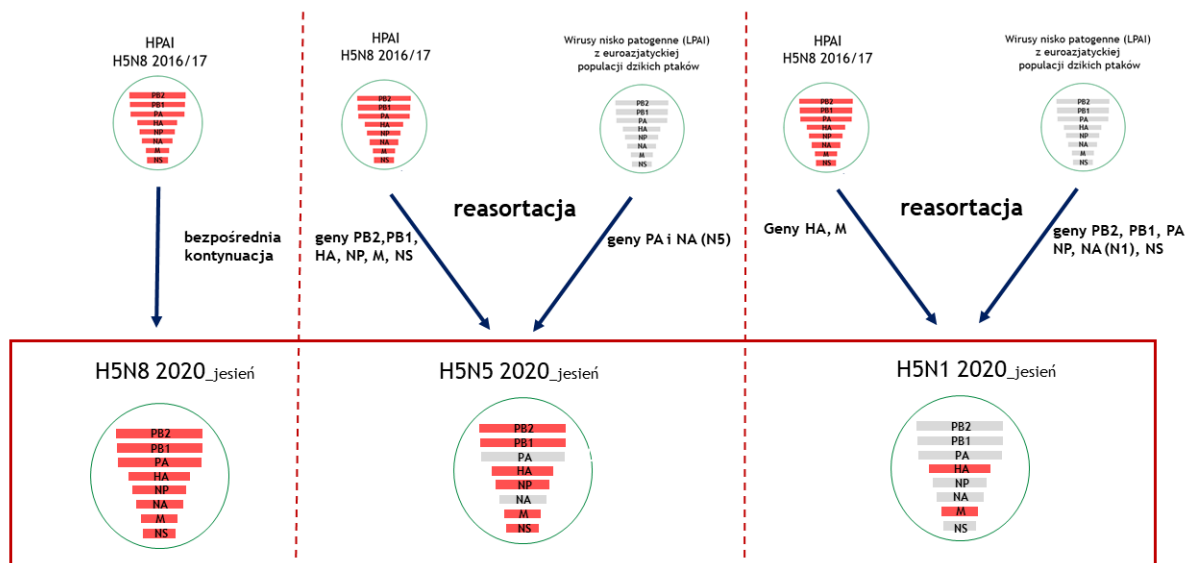 HPAI
H5N8 2016/17
PB2
PB1
PA
HA
NP
NA
M
NS
bezpośrednia
kontynuacja
HPAI
H5N8 2016/17
PB2
PB1
PA
HA
NP
NA
M
NS
Wirusy nisko patogenne (LPAI)
z euroazjatyckiej
populacji dzikich ptaków
PB2
PB1
PA
HA
NP
NA
M
NS
reasortacja
geny PB2,PB1,
HA, NP, M, NS
geny PA i NA (N5)
HPAI
H5N8 2016/17
PB2
PB1
PA
HA
NP
NA
M
NS
Wirusy nisko patogenne (LPAI)
z euroazjatyckiej
populacji dzikich ptaków
PB2
PB1
PA
HA
NP
NA
M
NS
reasortacja
Geny HA, M
geny PB2, PB1, PA
NP, NA (N1), NS
H5N8 2020_jesień
PB2
PB1
PA
HA
NP
NA
M
NS
H5N5 2020_jesień
PB2
PB1
PA
HA
NP
NA
M
NS
H5N1 2020_jesień
PB2
PB1
PA
HA
NP
NA
M
NS